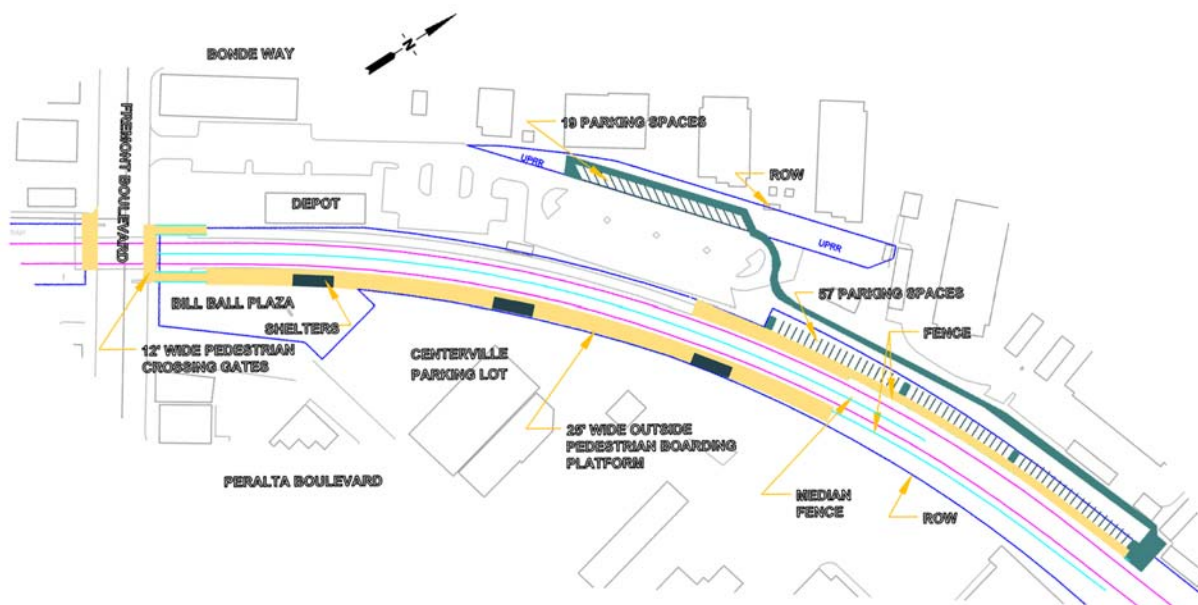 BONDE WAY
N
FREMONT BOULEVARD
19 PARKING SPACES
UPRR
ROW
DEPOT
UPRR
BILL BALL PLAZA
SHELTERS
57 PARKING SPACES
FENCE
12' WIDE PEDESTRIAN
CROSSING GATES
CENTERVILLE
PARKING LOT
25' WIDE OUTSIDE
PEDESTRIAN BOARDING
PLATFORM
PERALTA BOULEVARD
MEDIAN
FENCE
ROW